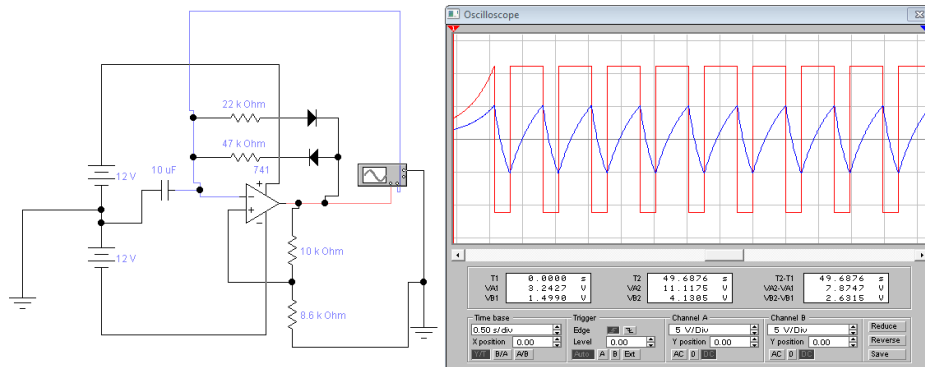 22 k Ohm
47 k Ohm
741
10 uF
12 V
12 V
10 k Ohm
8.6 k Ohm
Oscilloscope
T1 0.0000 s T2 49.6876 s T2-T1 49.6876 s
VA1 3.2427 V VA2 11.1175 V VA2-VA1 7.8747 V
VB1 1.4990 V VB2 4.1305 V VB2-VB1 2.6315 V
Time base Trigger Channel A Channel B
0.50 s/div Edge 5 V/Div 5 V/Div Reduce
X position 0.00 Level 0.00 Y position 0.00 Y position 0.00 Reverse
Y/T B/A A/B Auto A B Ext AC 0 DC AC 0 DC Save